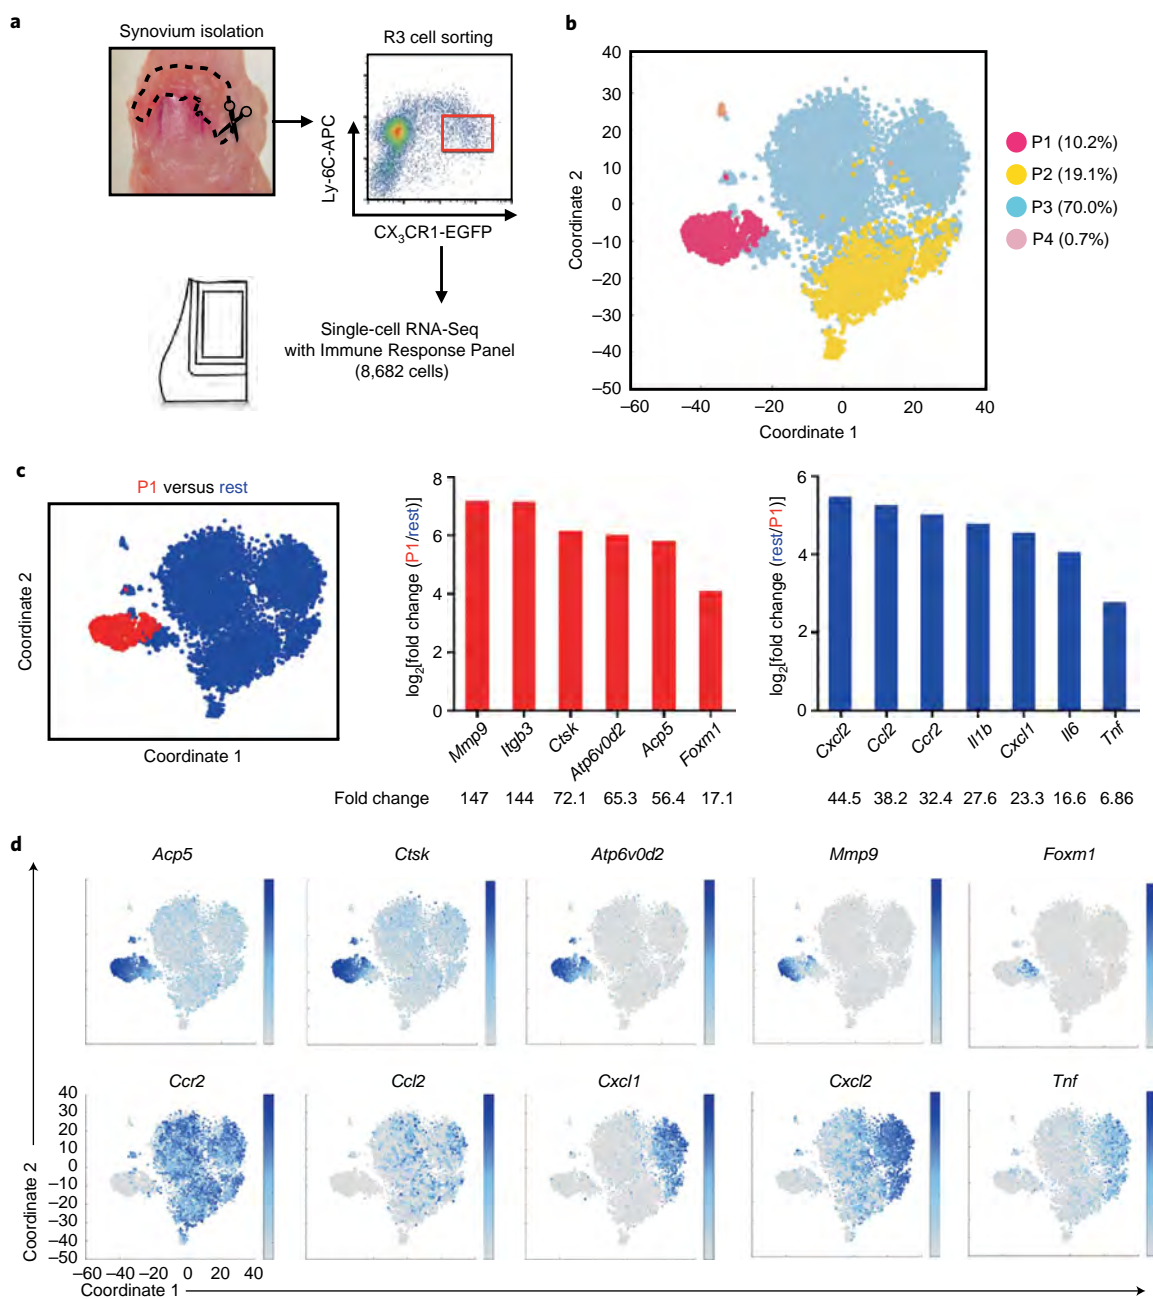 a
Synovium isolation
R3 cell sorting
Ly-6C-APC
CX3CR1-EGFP
Single-cell RNA-Seq
with Immune Response Panel
(8,682 cells)
b
40
30
20
10
0
–10
–20
–30
–40
–50
–60
–40
–20
0
20
40
Coordinate 2
Coordinate 1
P1 (10.2%)
P2 (19.1%)
P3 (70.0%)
P4 (0.7%)
c
P1 versus rest
Coordinate 2
Coordinate 1
log2[fold change (P1/rest)]
8
6
4
2
0
Mmp9
Itgb3
Ctsk
Atp6v0d2
Acp5
Foxm1
log2[fold change (rest/P1)]
6
4
2
0
Cxcl2
Ccl2
Ccr2
Il1b
Cxcl1
Il6
Tnf
Fold change 147 144 72.1 65.3 56.4 17.1 44.5 38.2 32.4 27.6 23.3 16.6 6.86
d
Acp5 Ctsk Atp6v0d2 Mmp9 Foxm1
Ccr2 Ccl2 Cxcl1 Cxcl2 Tnf
40
30
20
10
0
–10
–20
–30
–40
–50
–60 –40 –20 0 20 40
Coordinate 2
Coordinate 1